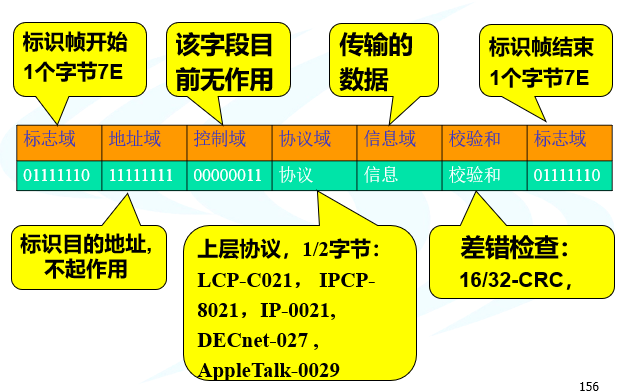 标识帧开始
1个字节7E
该字段目
前无作用
传输的
数据
标识帧结束
1个字节7E
标志域 地址域 控制域 协议域 信息域 校验和 标志域
01111110 11111111 00000011 协议 信息 校验和 01111110
标识目的地址,
不起作用
上层协议，1/2字节：
LCP-C021， IPCP-
8021，IP-0021,
DECnet-027 ,
AppleTalk-0029
差错检查：
16/32-CRC，
156